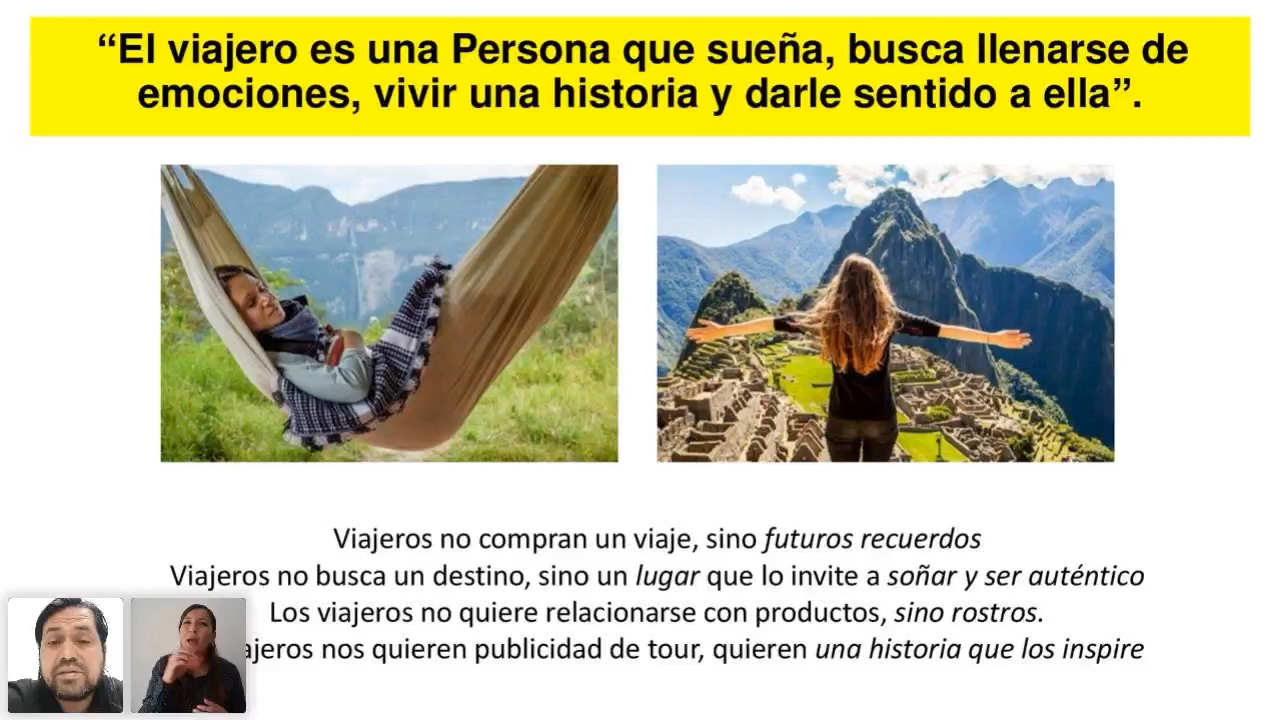 “El viajero es una Persona que sueña, busca llenarse de
emociones, vivir una historia y darle sentido a ella”.
Viajeros no compran un viaje, sino futuros recuerdos
Viajeros no busca un destino, sino un lugar que lo invite a soñar y ser auténtico
Los viajeros no quiere relacionarse con productos, sino rostros.
nos quieren publicidad de tour, quieren una historia que los inspire